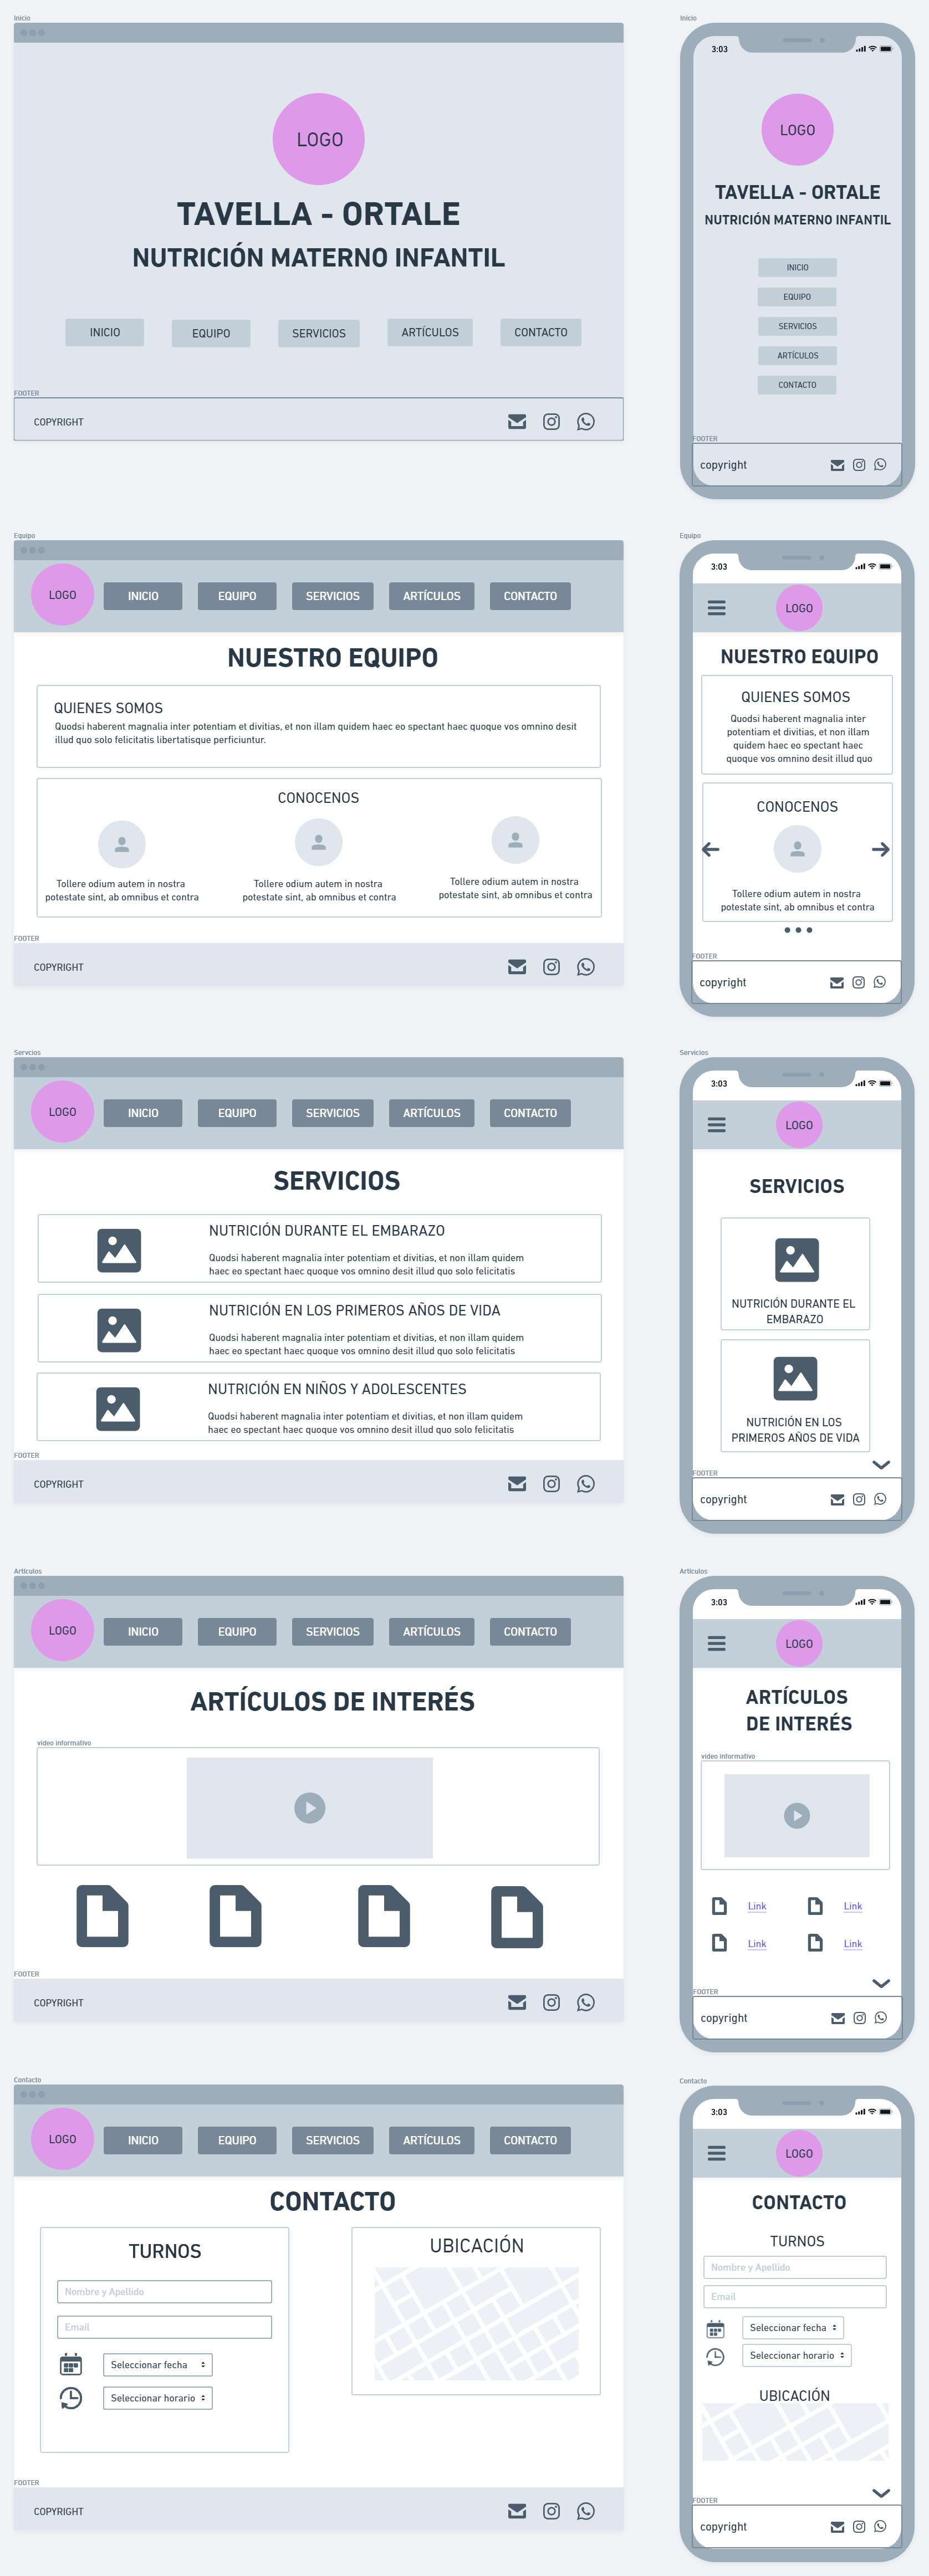 Inicio
LOGO
TAVELLA - ORTALE
NUTRICIÓN MATERNO INFANTIL
INICIO
EQUIPO
SERVICIOS
ARTÍCULOS
CONTACTO
FOOTER
COPYRIGHT
Inicio
3:03
LOGO
TAVELLA - ORTALE
NUTRICIÓN MATERNO INFANTIL
INICIO
EQUIPO
SERVICIOS
ARTÍCULOS
CONTACTO
FOOTER
copyright
Equipo
LOGO
INICIO
EQUIPO
SERVICIOS
ARTÍCULOS
CONTACTO
NUESTRO EQUIPO
QUIENES SOMOS
Quodsi haberent magnalia inter potentiam et divitias, et non illam quidem haec eo spectant haec quoque vos omnino desit
illud quo solo felicitatis libertatisque perficiuntur.
CONOCENOS
Tollere odium autem in nostra
potestate sint, ab omnibus et contra
Tollere odium autem in nostra
potestate sint, ab omnibus et contra
Tollere odium autem in nostra
potestate sint, ab omnibus et contra
FOOTER
COPYRIGHT
Equipo
3:03
LOGO
NUESTRO EQUIPO
QUIENES SOMOS
Quodsi haberent magnalia inter
potentiam et divitias, et non illam
quidem haec eo spectant haec
quoque vos omnino desit illud quo
CONOCENOS
Tollere odium autem in nostra
potestate sint, ab omnibus et contra
FOOTER
copyright
Servcios
LOGO
INICIO
EQUIPO
SERVICIOS
ARTÍCULOS
CONTACTO
SERVICIOS
NUTRICIÓN DURANTE EL EMBARAZO
Quodsi haberent magnalia inter potentiam et divitias, et non illam quidem
haec eo spectant haec quoque vos omnino desit illud quo solo felicitatis
NUTRICIÓN EN LOS PRIMEROS AÑOS DE VIDA
Quodsi haberent magnalia inter potentiam et divitias, et non illam quidem
haec eo spectant haec quoque vos omnino desit illud quo solo felicitatis
NUTRICIÓN EN NIÑOS Y ADOLESCENTES
Quodsi haberent magnalia inter potentiam et divitias, et non illam quidem
haec eo spectant haec quoque vos omnino desit illud quo solo felicitatis
FOOTER
COPYRIGHT
Servicios
3:03
LOGO
SERVICIOS
NUTRICIÓN DURANTE EL
EMBARAZO
NUTRICIÓN EN LOS
PRIMEROS AÑOS DE VIDA
FOOTER
copyright
Artículos
LOGO
INICIO
EQUIPO
SERVICIOS
ARTÍCULOS
CONTACTO
ARTÍCULOS DE INTERÉS
video informativo
FOOTER
COPYRIGHT
Artículos
3:03
LOGO
ARTÍCULOS
DE INTERÉS
video informativo
Link
Link
Link
Link
FOOTER
copyright
Contacto
LOGO
INICIO
EQUIPO
SERVICIOS
ARTÍCULOS
CONTACTO
CONTACTO
TURNOS
Nombre y Apellido
Email
Seleccionar fecha
Seleccionar horario
UBICACIÓN
FOOTER
COPYRIGHT
Contacto
3:03
LOGO
CONTACTO
TURNOS
Nombre y Apellido
Email
Seleccionar fecha
Seleccionar horario
UBICACIÓN
FOOTER
copyright